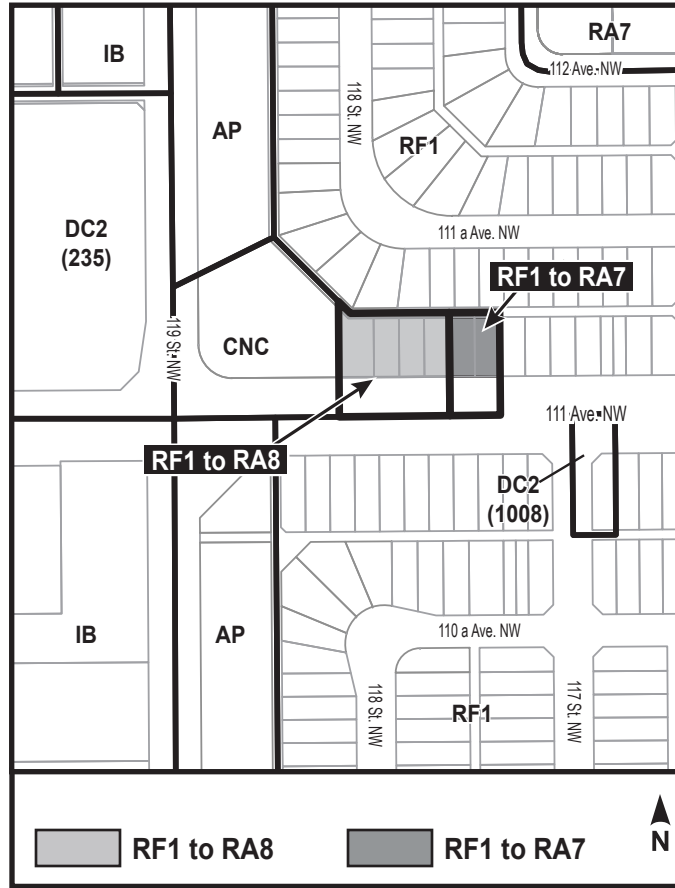 RA7
IB
112 Ave. NW
118 St. NW
AP
RF1
DC2
(235)
111 a Ave. NW
RF1 to RA7
119 St. NW
CNC
111 Ave. NW
RF1 to RA8
DC2
(1008)
IB
AP
110 a Ave. NW
118 St. NW
RF1
117 St. NW
RF1 to RA8
RF1 to RA7
N